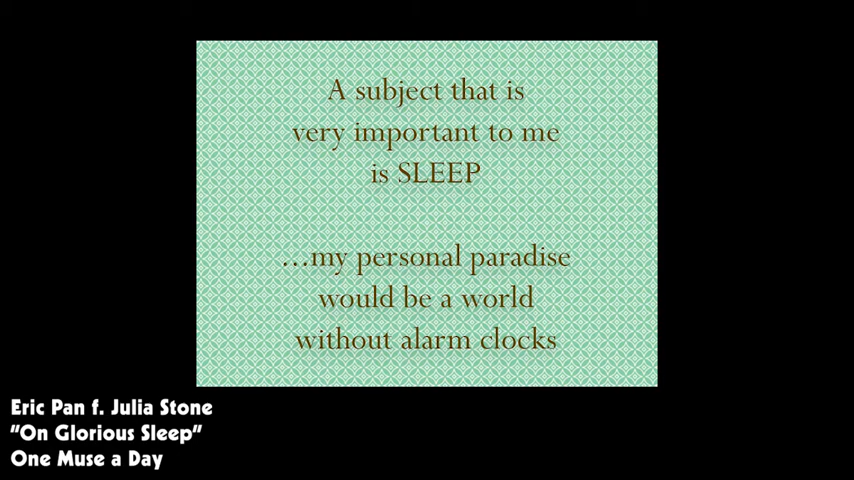 A subject that is
very important to me
is SLEEP
...my personal paradise
would be a world
without alarm clocks
Eric Pan f. Julia Stone
"On Glorious Sleep"
One Muse a Day